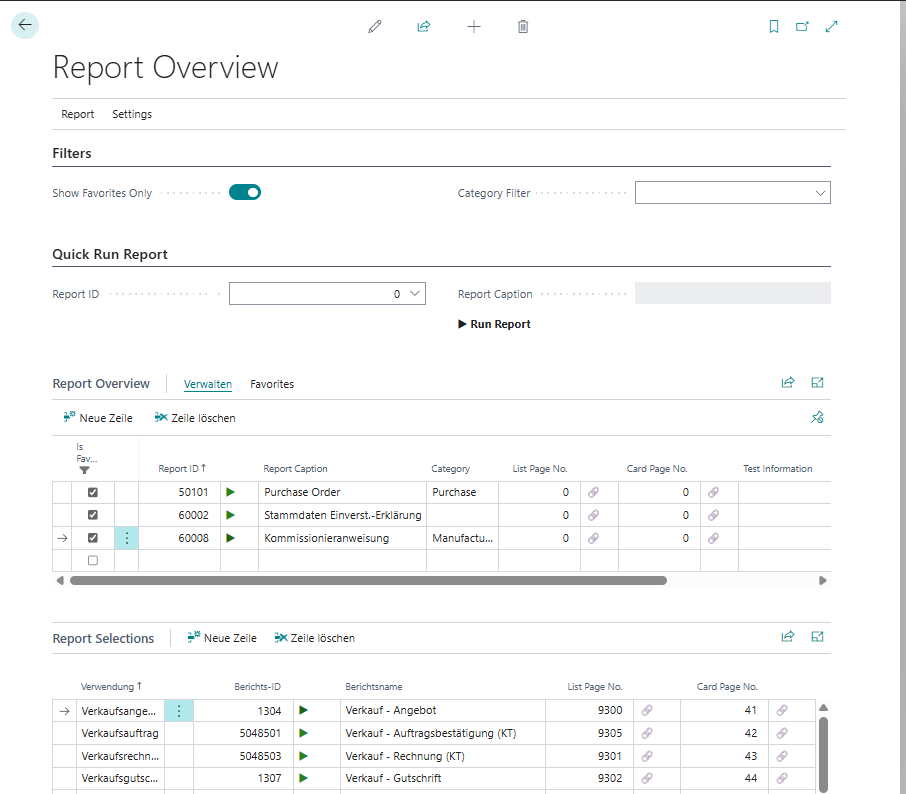 Report Overview
Report Settings
Filters
Show Favorites Only
Category Filter
Quick Run Report
Report ID 0
Report Caption
Run Report
Report Overview Verwalten Favorites
Neue Zeile Zeile löschen
Is
Fav...
Report ID↑ Report Caption Category List Page No. Card Page No. Test Information
50101 Purchase Order Purchase 0 0
60002 Stammdaten Einverst.-Erklärung 0 0
60008 Kommissionieranweisung Manufactu... 0 0
Report Selections Neue Zeile Zeile löschen
Verwendung↑ Berichts-ID Berichtsname List Page No. Card Page No.
Verkaufsange... 1304 Verkauf - Angebot 9300 41
Verkaufsauftrag 5048501 Verkauf - Auftragsbestätigung (KT) 9305 42
Verkaufsrechn... 5048503 Verkauf - Rechnung (KT) 9301 43
Verkaufsgutsc... 1307 Verkauf - Gutschrift 9302 44